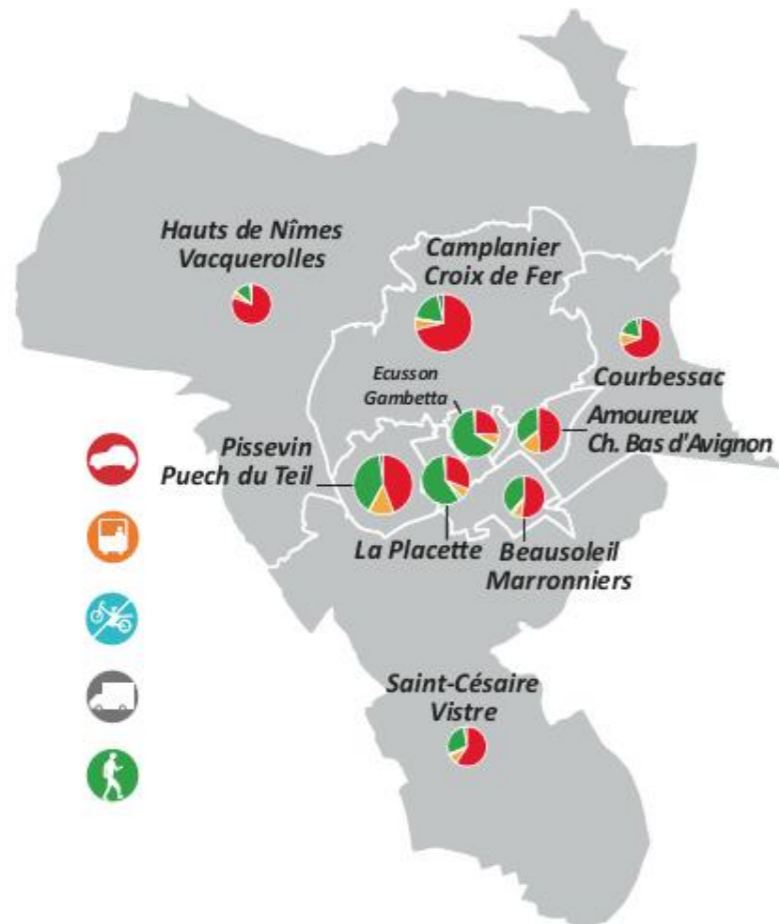 Hauts de Nîmes
Vacquerolles
Camplanier
Croix de Fer
Courbessac
Ecusson
Gambetta
Amoureux
Ch. Bas d'Avignon
Pissevin
Puech du Teil
La Placette
Beausoleil
Marronniers
Saint-Césaire
Vistre